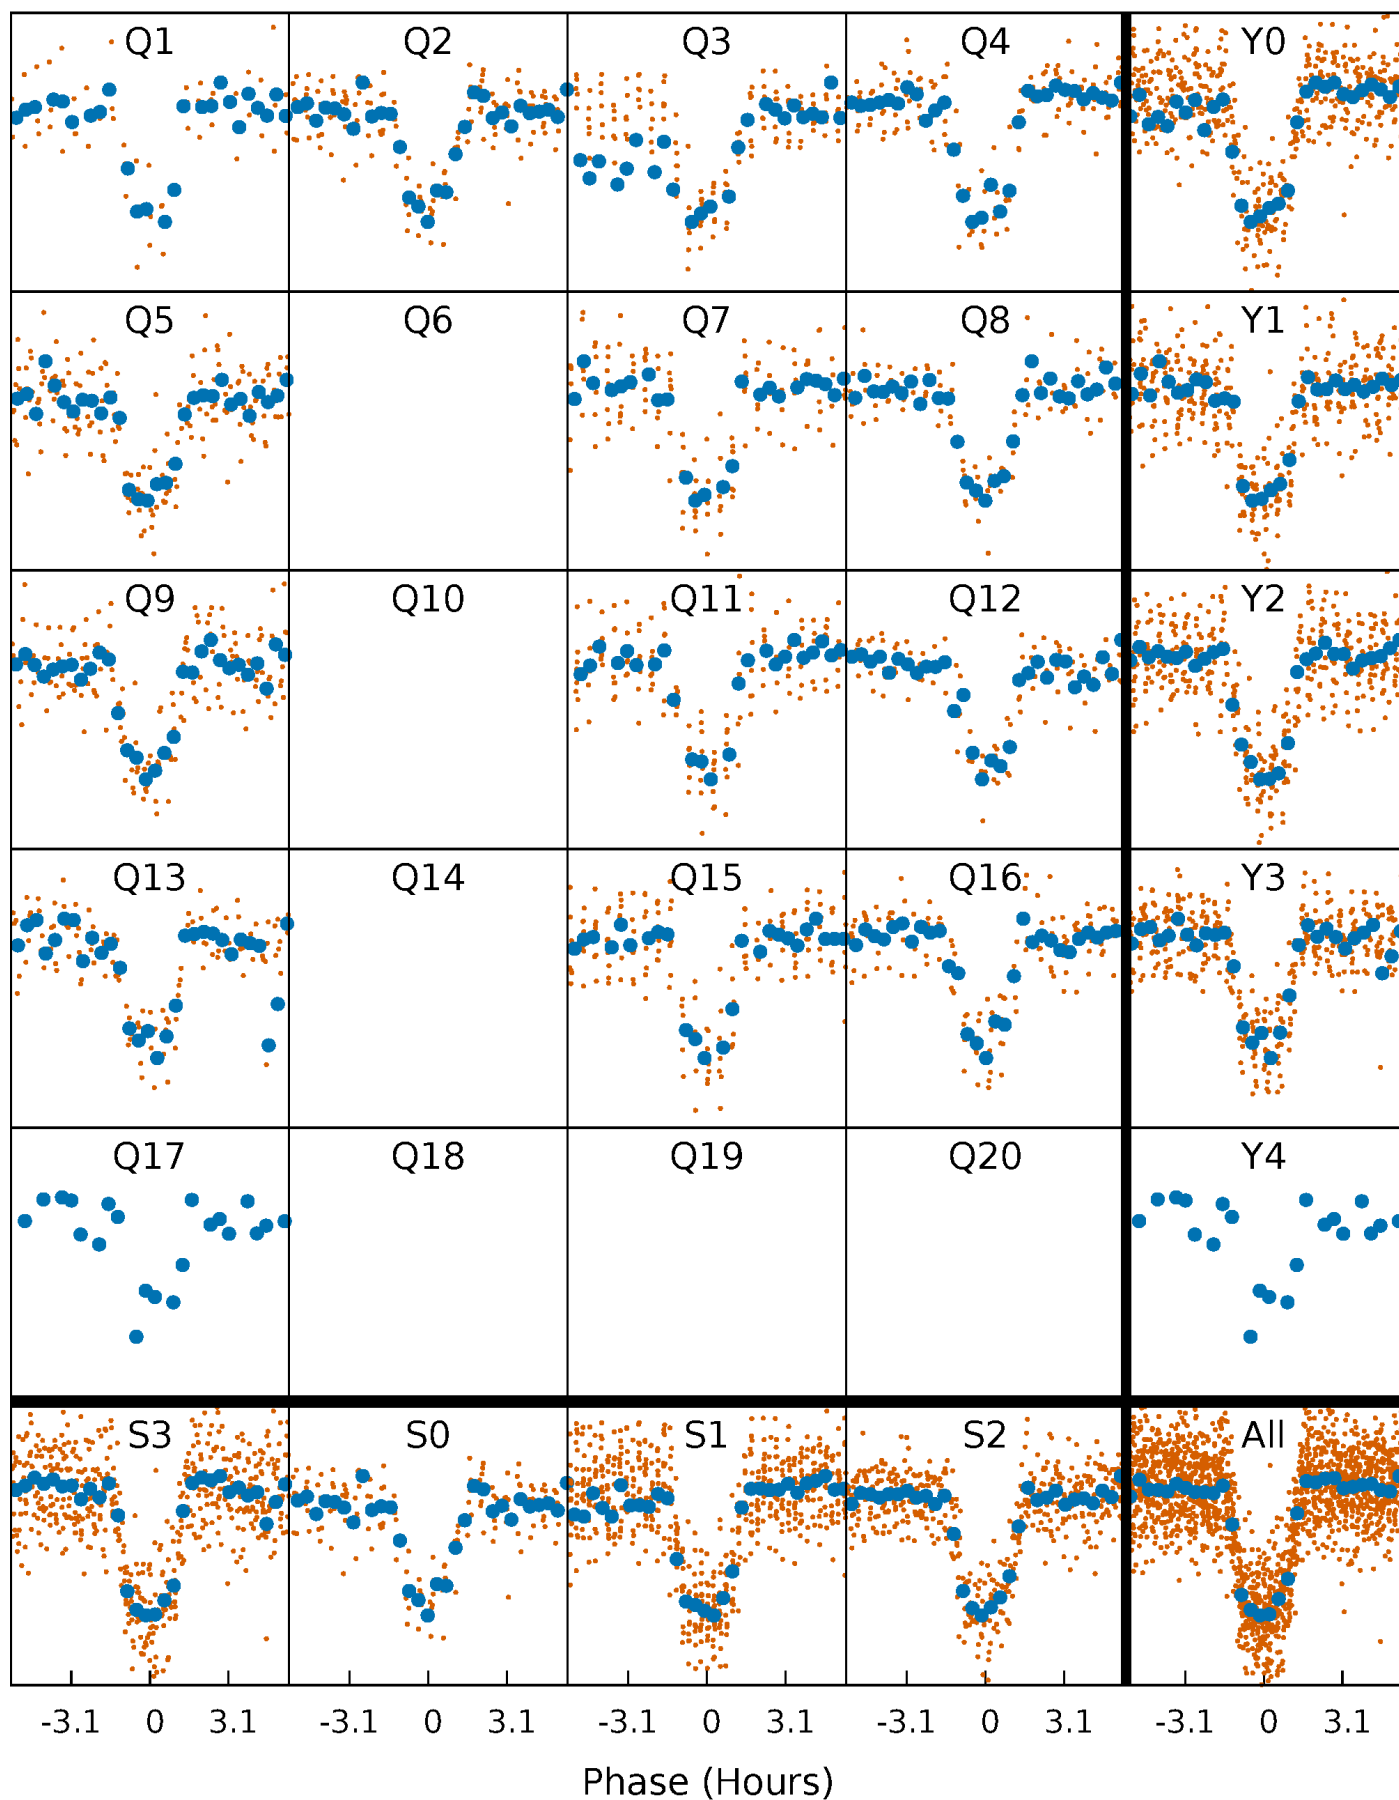 Q1 Q2 Q3 Q4 Y0
Q5 Q6 Q7 Q8 Y1
Q9 Q10 Q11 Q12 Y2
Q13 Q14 Q15 Q16 Y3
Q17 Q18 Q19 Q20 Y4
S3 S0 S1 S2 All
-3.1 0 3.1 -3.1 0 3.1 -3.1 0 3.1 -3.1 0 3.1 -3.1 0 3.1
Phase (Hours)